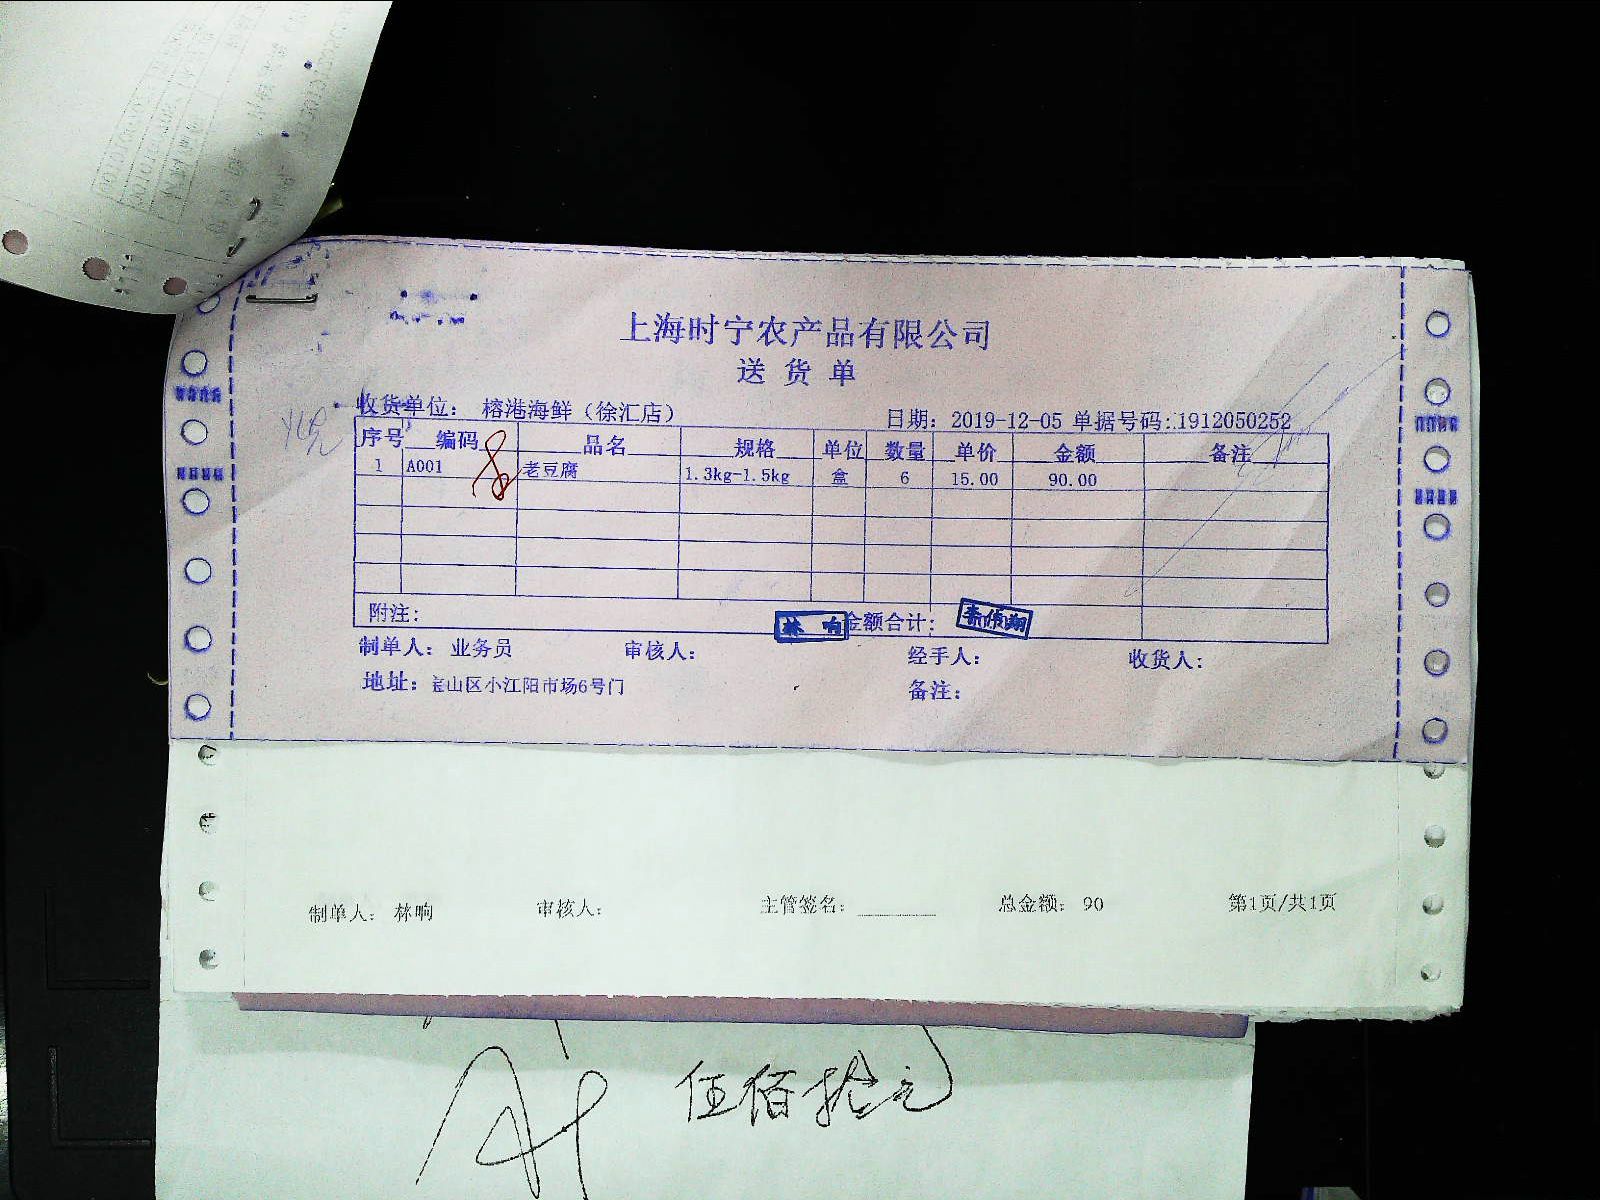 上海时宁农产品有限公司
送货单
收货单位：榕港海鲜（徐汇店）
日期：2019-12-05 单据号码：1912050252
序号 编码 品名 规格 单位 数量 单价 金额 备注
1 A001 老豆腐 1.3kg-1.5kg 盒 6 15.00 90.00
附注： 林响 金额合计：
制单人：业务员 审核人： 经手人： 收货人：
地址：宝山区小江阳市场6号门 备注：
制单人：林响 审核人： 主管签名： 总金额：90 第1页/共1页
伍佰拾元